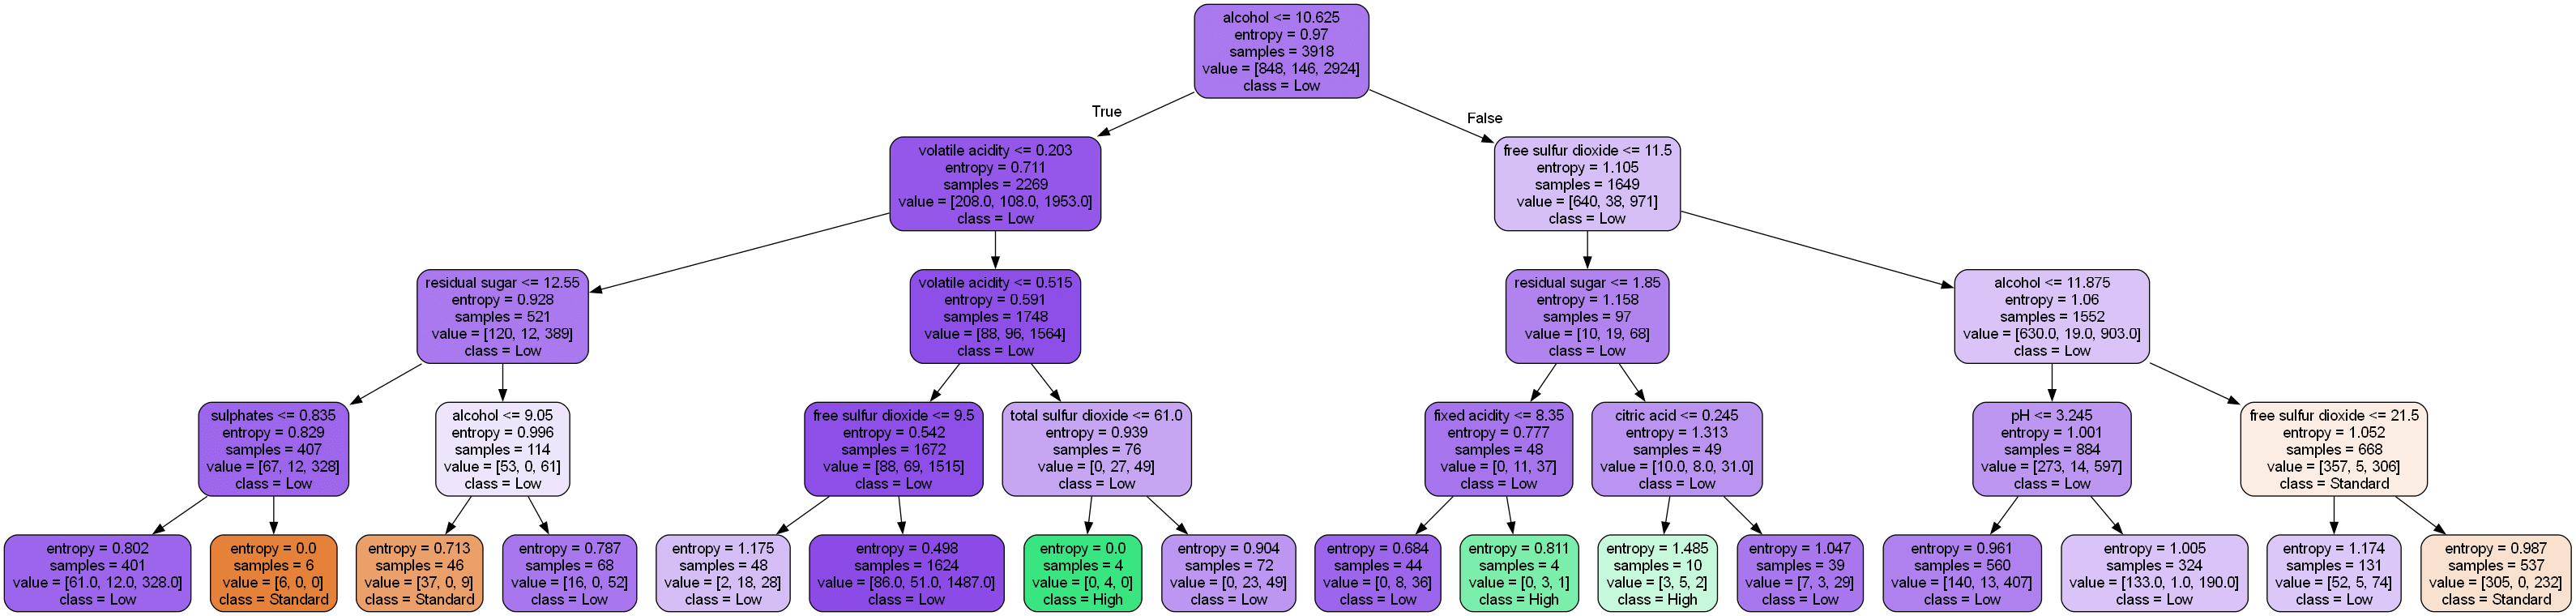 alcohol <= 10.625
entropy = 0.97
samples = 3918
value = [848, 146, 2924]
class = Low
True
False
volatile acidity <= 0.203
entropy = 0.711
samples = 2269
value = [208.0, 108.0, 1953.0]
class = Low
free sulfur dioxide <= 11.5
entropy = 1.105
samples = 1649
value = [640, 38, 971]
class = Low
residual sugar <= 12.55
entropy = 0.928
samples = 521
value = [120, 12, 389]
class = Low
volatile acidity <= 0.515
entropy = 0.591
samples = 1748
value = [88, 96, 1564]
class = Low
residual sugar <= 1.85
entropy = 1.158
samples = 97
value = [10, 19, 68]
class = Low
alcohol <= 11.875
entropy = 1.06
samples = 1552
value = [630.0, 19.0, 903.0]
class = Low
sulphates <= 0.835
entropy = 0.829
samples = 407
value = [67, 12, 328]
class = Low
alcohol <= 9.05
entropy = 0.996
samples = 114
value = [53, 0, 61]
class = Low
free sulfur dioxide <= 9.5
entropy = 0.542
samples = 1672
value = [88, 69, 1515]
class = Low
total sulfur dioxide <= 61.0
entropy = 0.939
samples = 76
value = [0, 27, 49]
class = Low
fixed acidity <= 8.35
entropy = 0.777
samples = 48
value = [0, 11, 37]
class = Low
citric acid <= 0.245
entropy = 1.313
samples = 49
value = [10.0, 8.0, 31.0]
class = Low
pH <= 3.245
entropy = 1.001
samples = 884
value = [273, 14, 597]
class = Low
free sulfur dioxide <= 21.5
entropy = 1.052
samples = 668
value = [357, 5, 306]
class = Standard
entropy = 0.802
samples = 401
value = [61.0, 12.0, 328.0]
class = Low
entropy = 0.0
samples = 6
value = [6, 0, 0]
class = Standard
entropy = 0.713
samples = 46
value = [37, 0, 9]
class = Standard
entropy = 0.787
samples = 68
value = [16, 0, 52]
class = Low
entropy = 1.175
samples = 48
value = [2, 18, 28]
class = Low
entropy = 0.498
samples = 1624
value = [86.0, 51.0, 1487.0]
class = Low
entropy = 0.0
samples = 4
value = [0, 4, 0]
class = High
entropy = 0.904
samples = 72
value = [0, 23, 49]
class = Low
entropy = 0.684
samples = 44
value = [0, 8, 36]
class = Low
entropy = 0.811
samples = 4
value = [0, 3, 1]
class = High
entropy = 1.485
samples = 10
value = [3, 5, 2]
class = High
entropy = 1.047
samples = 39
value = [7, 3, 29]
class = Low
entropy = 0.961
samples = 560
value = [140, 13, 407]
class = Low
entropy = 1.005
samples = 324
value = [133.0, 1.0, 190.0]
class = Low
entropy = 1.174
samples = 131
value = [52, 5, 74]
class = Low
entropy = 0.987
samples = 537
value = [305, 0, 232]
class = Standard